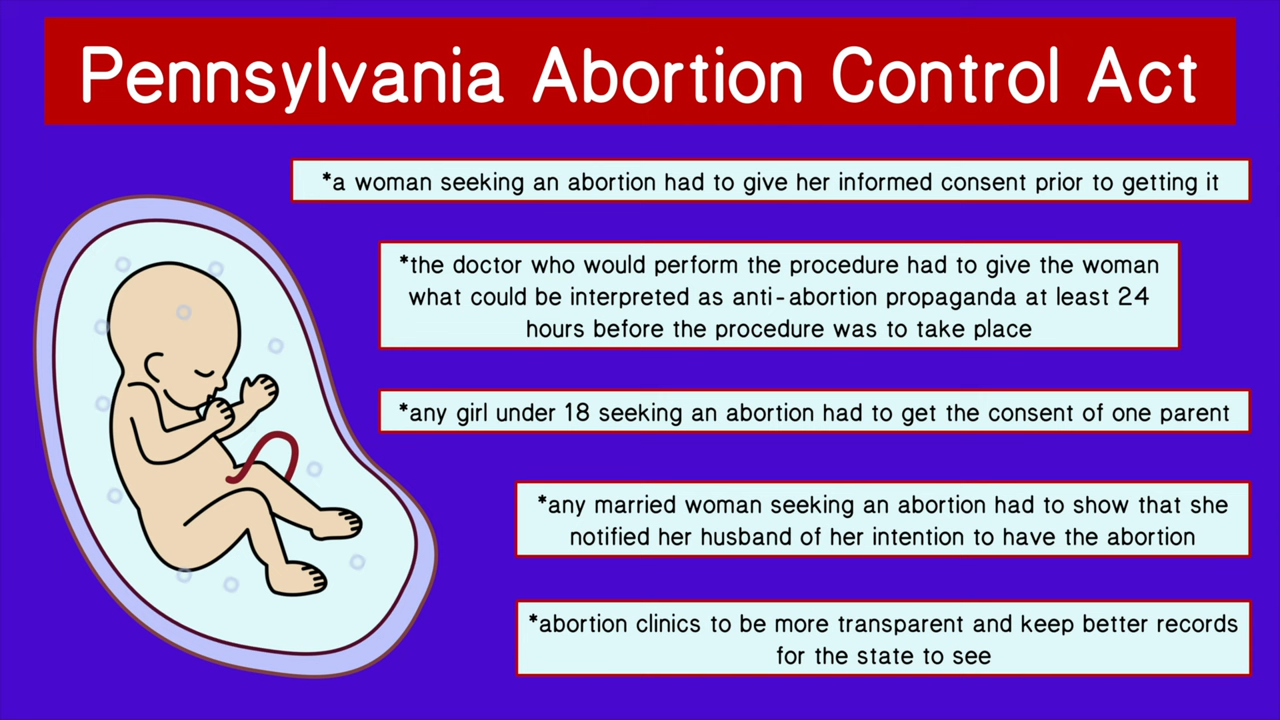 Pennsylvania Abortion Control Act
*a woman seeking an abortion had to give her informed consent prior to getting it
*the doctor who would perform the procedure had to give the woman
what could be interpreted as anti-abortion propaganda at least 24
hours before the procedure was to take place
*any girl under 18 seeking an abortion had to get the consent of one parent
*any married woman seeking an abortion had to show that she
notified her husband of her intention to have the abortion
*abortion clinics to be more transparent and keep better records
for the state to see